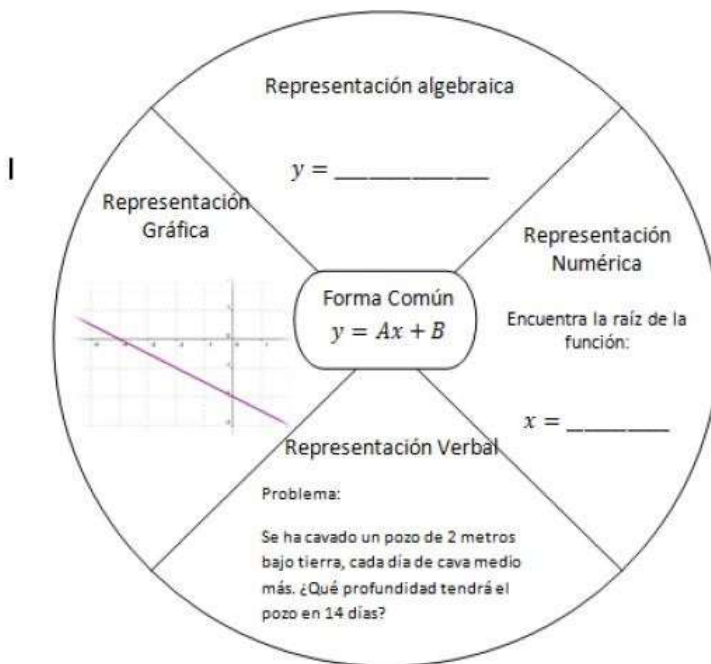 Representación algebraica
y = __________
l
Representación
Gráfica
Representación
Numérica
Forma Común
y = Ax + B
Encuentra la raíz de la
función:
x = _______
Representación Verbal
Problema:
Se ha cavado un pozo de 2 metros
bajo tierra, cada día de cava medio
más. ¿Qué profundidad tendrá el
pozo en 14 días?